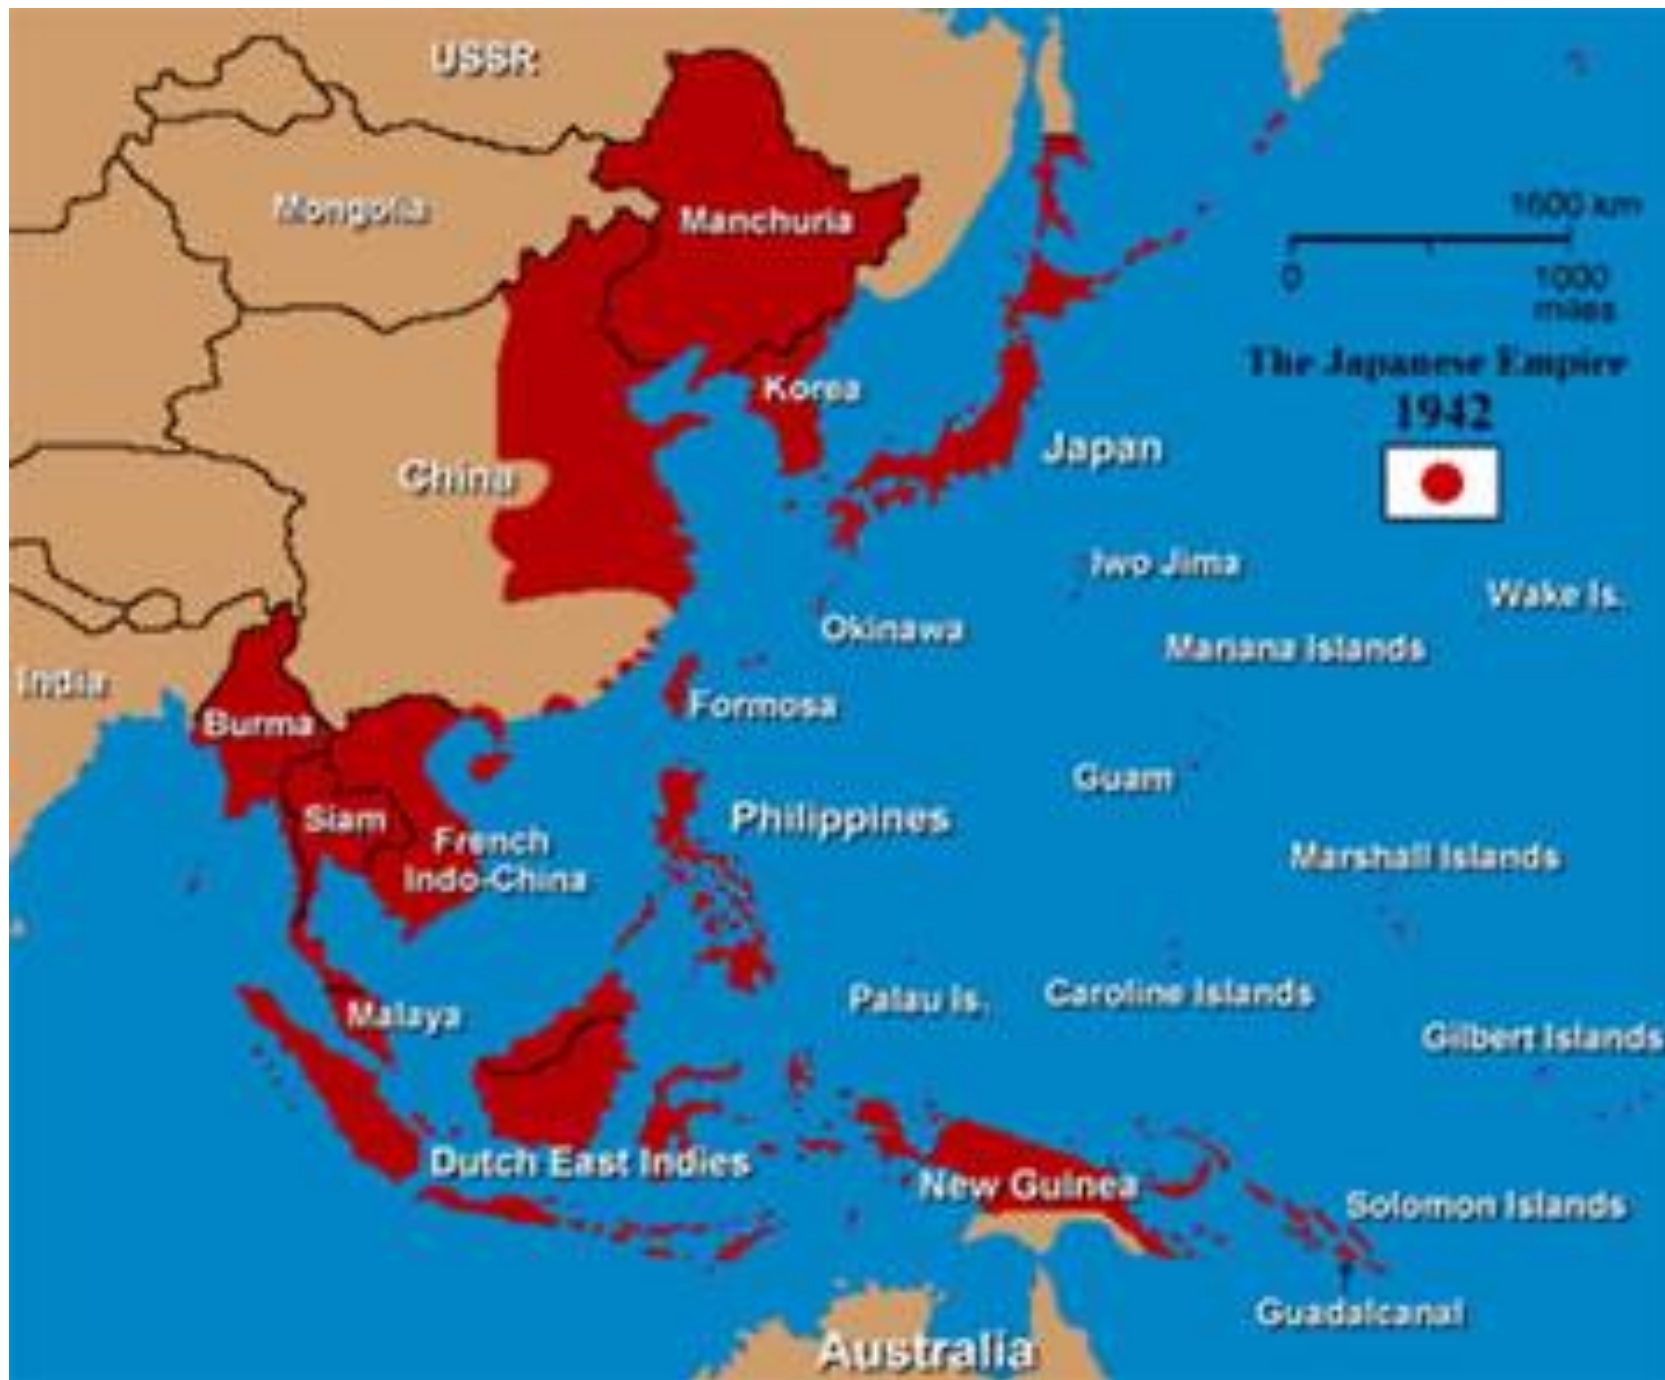 USSR
Mongolia
Manchuria
1600 km
0
1000
miles
The Japanese Empire
1942
Korea
Japan
China
Iwo Jima
Wake Is.
Okinawa
Mariana Islands
India
Formosa
Burma
Guam
Siam
Philippines
French
Indo-China
Marshall Islands
Palau Is.
Caroline Islands
Malaya
Gilbert Islands
Dutch East Indies
New Guinea
Solomon Islands
Guadalcanal
Australia